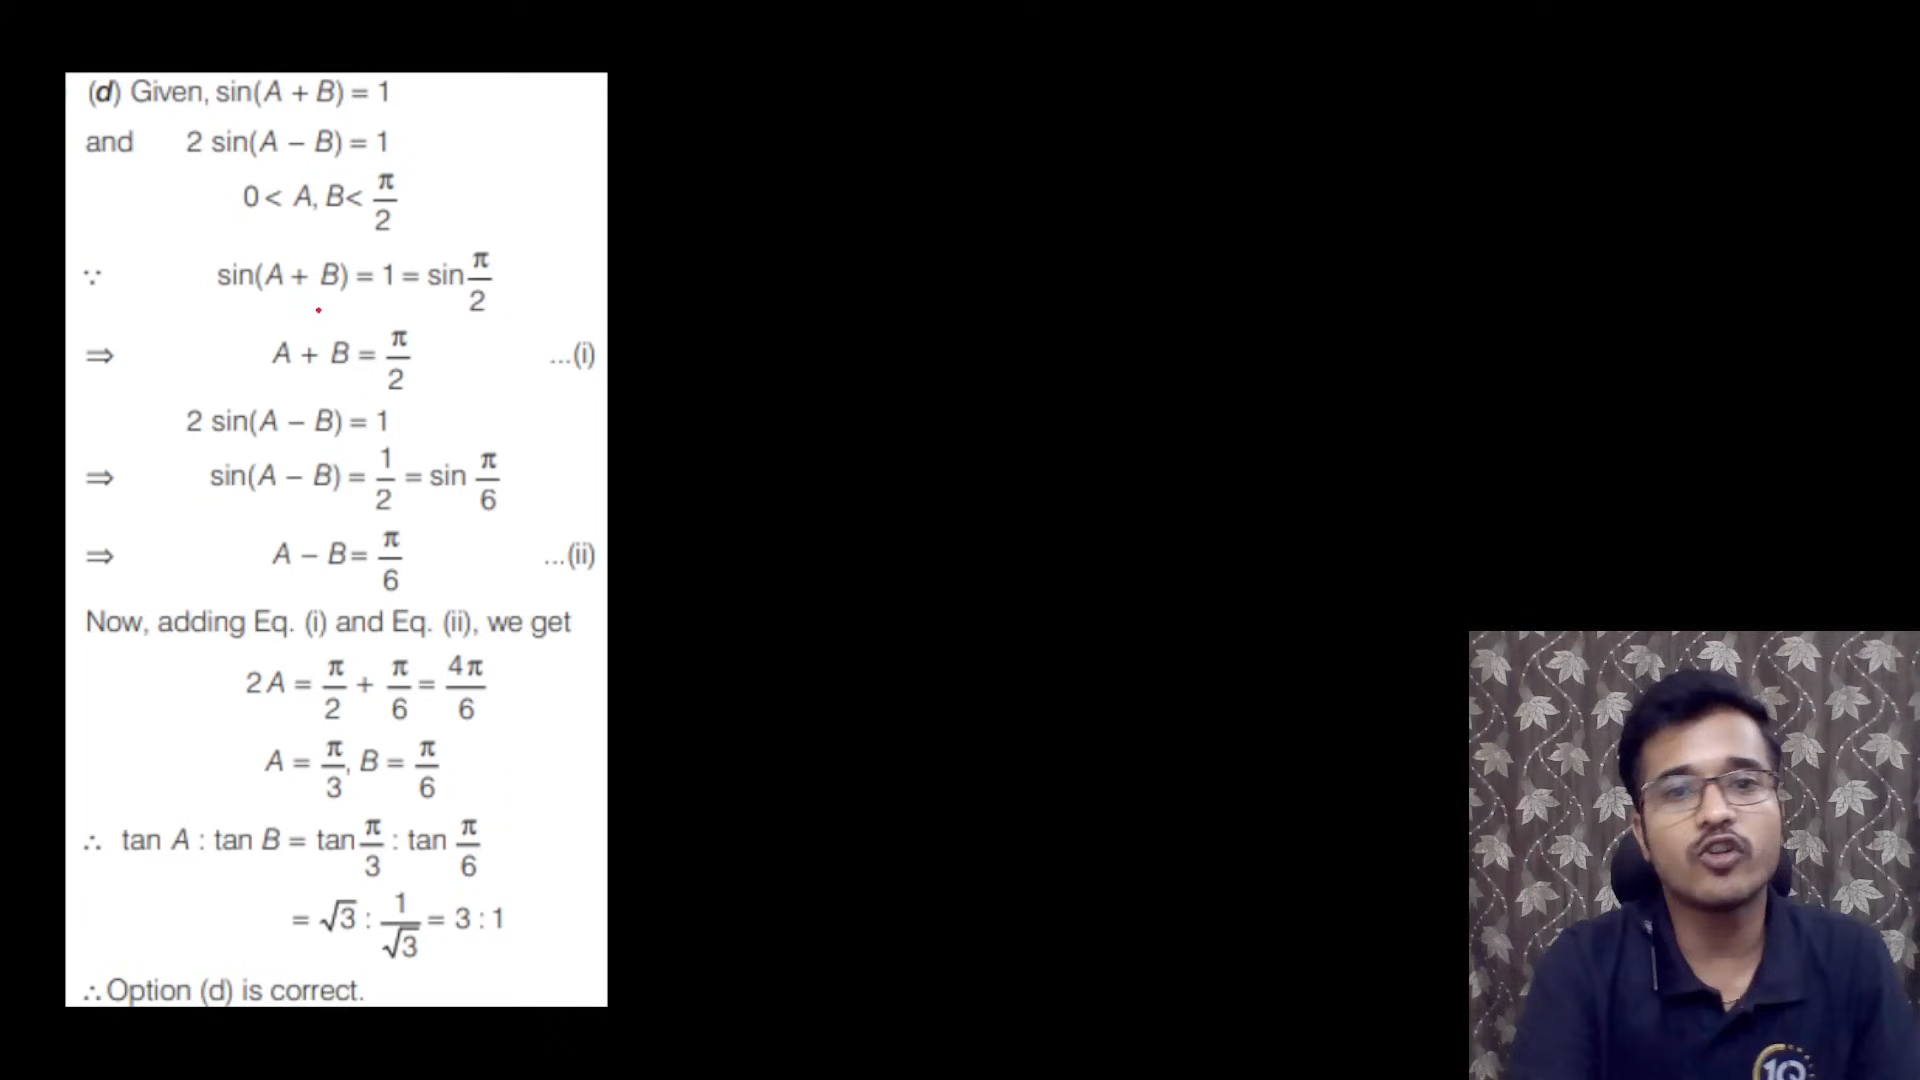 (d) Given, sin(A + B) = 1
and 2 sin(A − B) = 1
0 < A, B < π/2
∵ sin(A + B) = 1 = sin π/2
⇒ A + B = π/2 ...(i)
2 sin(A − B) = 1
⇒ sin(A − B) = 1/2 = sin π/6
⇒ A − B = π/6 ...(ii)
Now, adding Eq. (i) and Eq. (ii), we get
2A = π/2 + π/6 = 4π/6
A = π/3, B = π/6
∴ tan A : tan B = tan π/3 : tan π/6
= √3 : 1/√3 = 3 : 1
∴ Option (d) is correct.